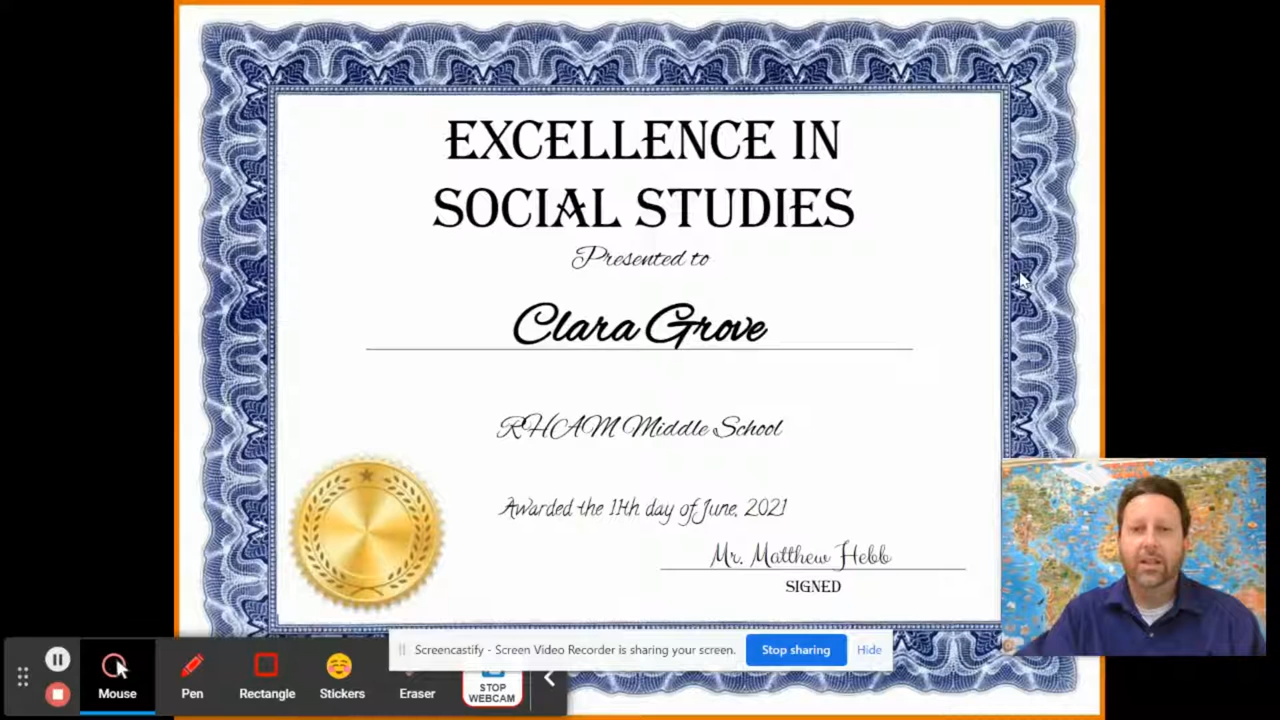 EXCELLENCE IN
SOCIAL STUDIES
Presented to
Clara Grove
RHAM Middle School
Awarded the 11th day of June, 2021
Mr. Matthew Hebb
SIGNED
Screencastify - Screen Video Recorder is sharing your screen.
Stop sharing
Hide
Mouse
Pen
Rectangle
Stickers
Eraser
STOP
WEBCAM